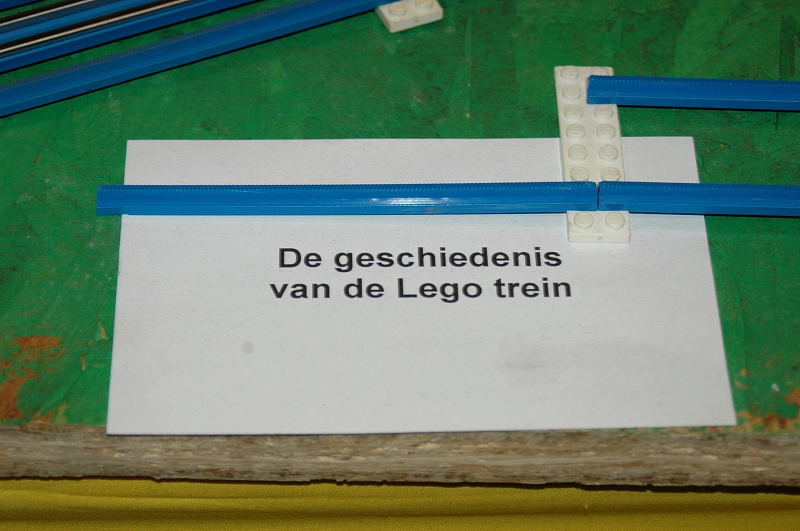 De geschiedenis
van de Lego trein